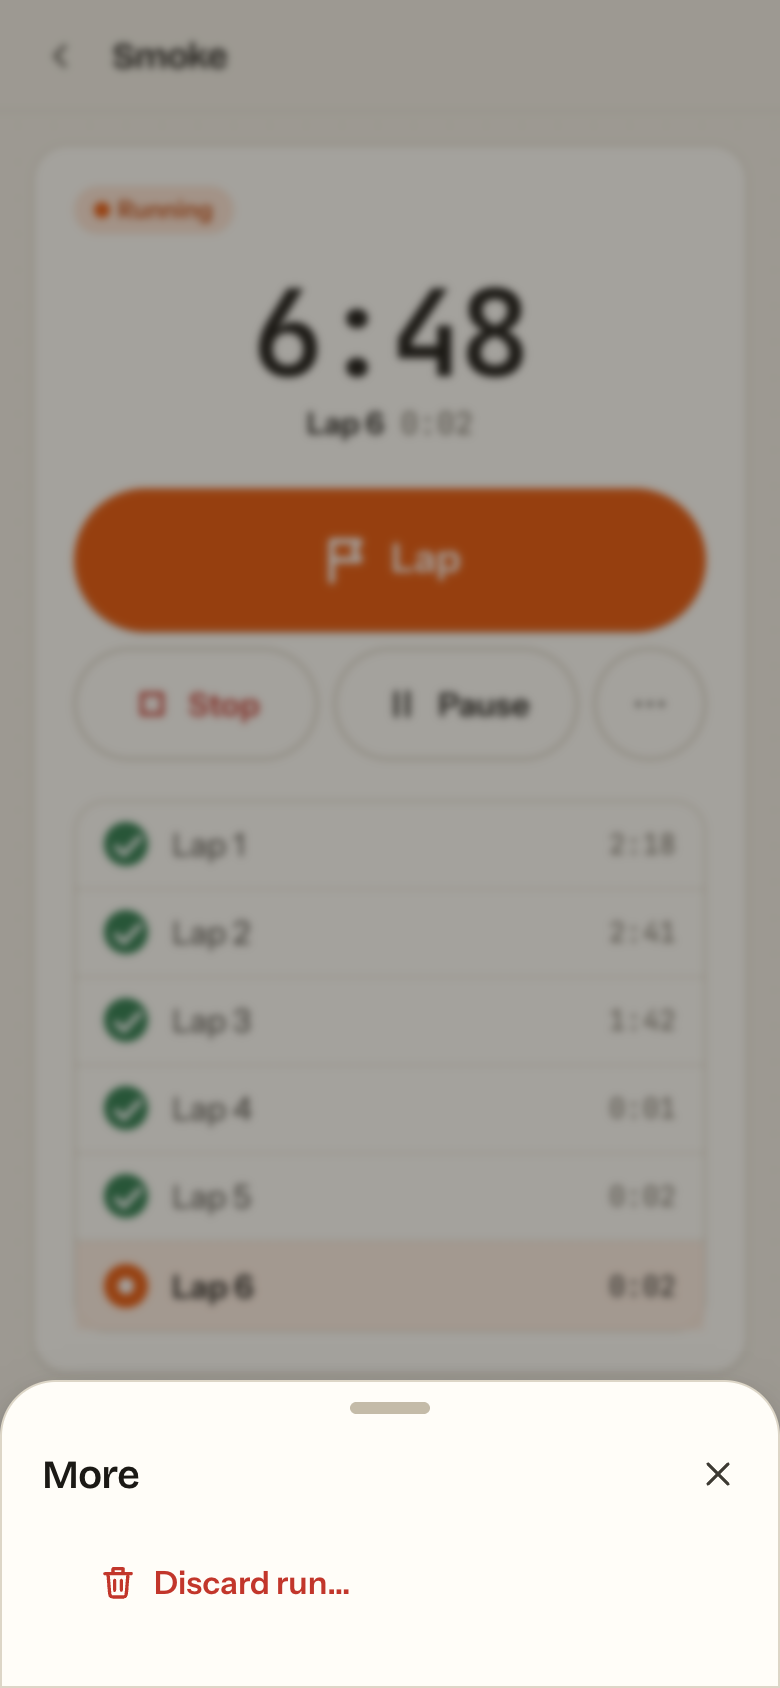 Smoke
Running
6:48
Lap 6 0:02
Lap
Stop Pause
Lap 1 2:18
Lap 2 2:41
Lap 3 1:42
Lap 4 0:01
Lap 5 0:02
Lap 6 0:02
More
Discard run...